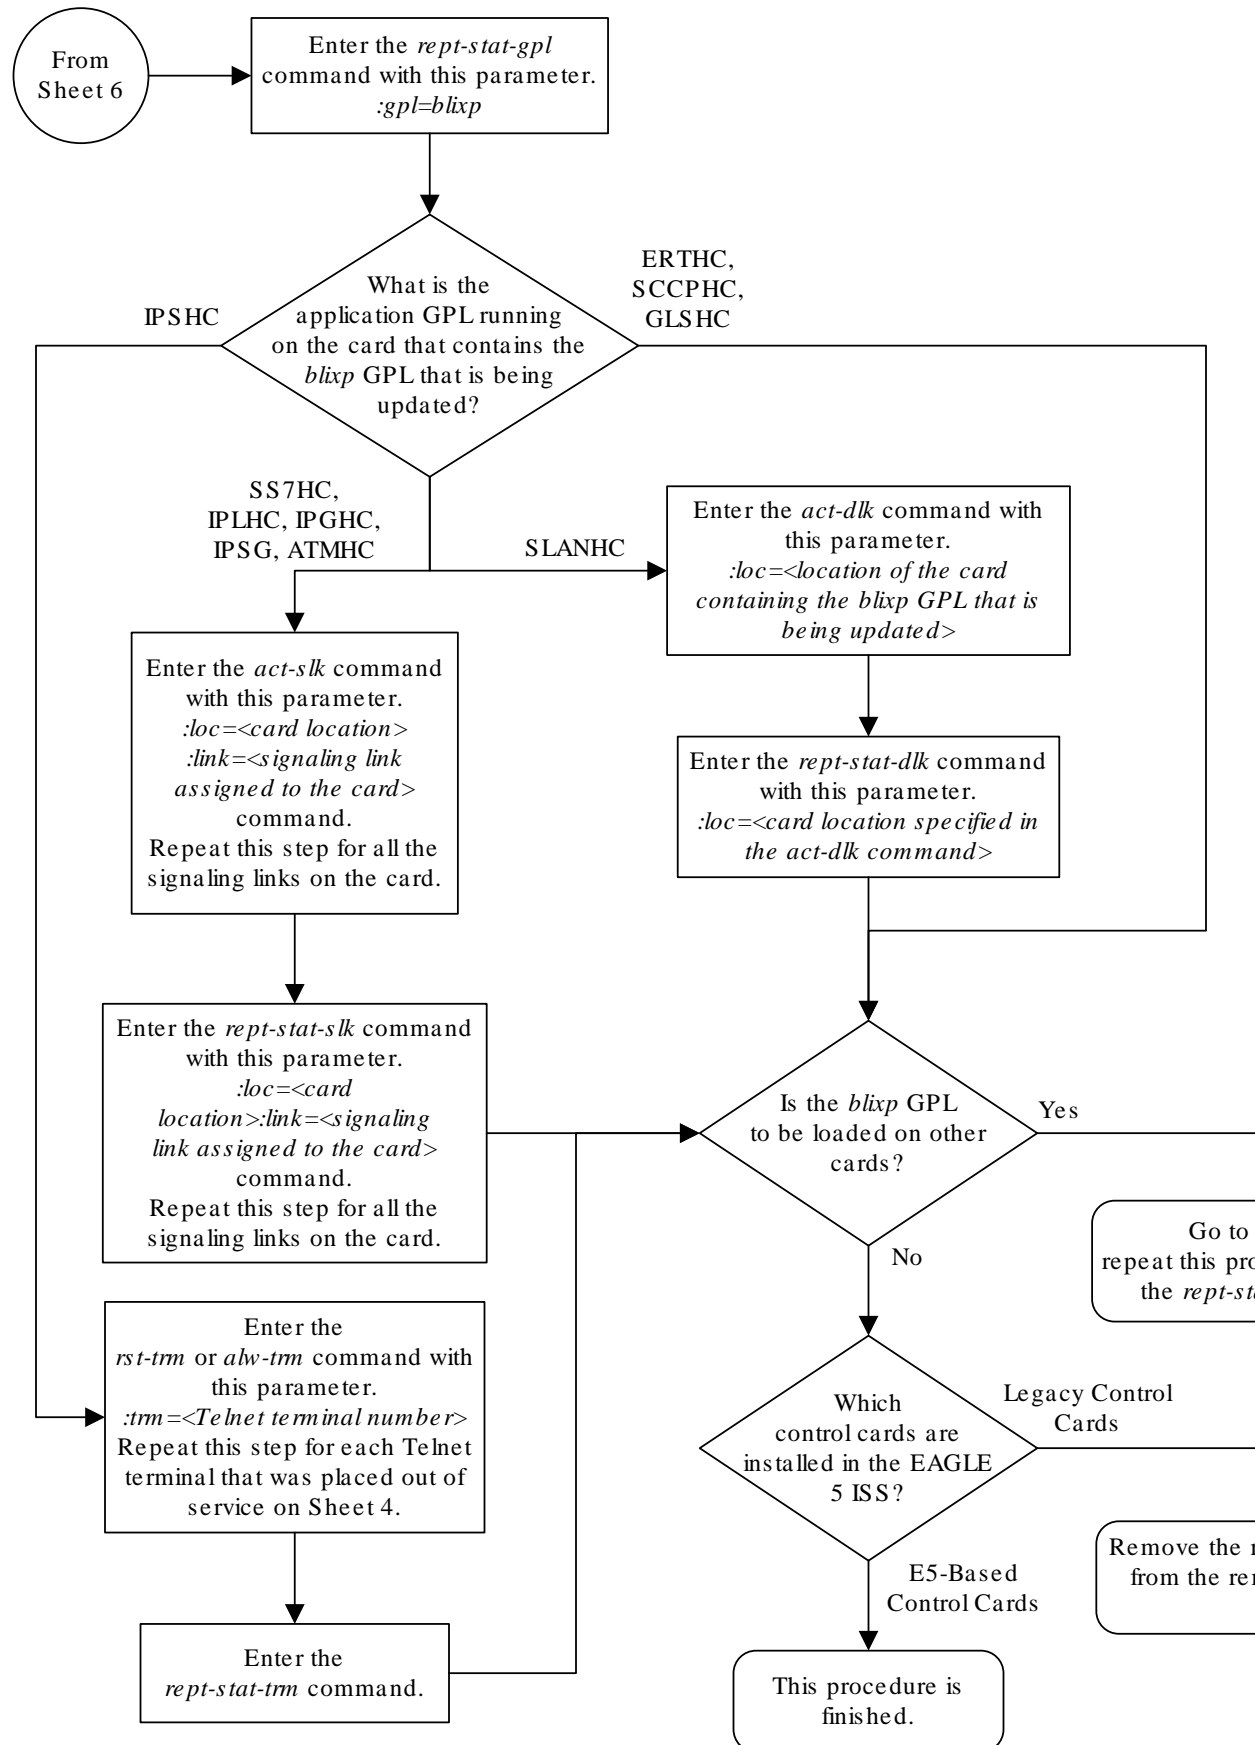 From
Sheet 6
Enter the rept-stat-gpl
command with this parameter.
:gpl=blixp
What is the
application GPL running
on the card that contains the
blixp GPL that is being
updated?
IPSHC
ERTHC,
SCCPHC,
GLSHC
SS7HC,
IPLHC, IPGHC,
IPSG, ATMHC
SLANHC
Enter the act-dlk command with
this parameter.
:loc=<location of the card
containing the blixp GPL that is
being updated>
Enter the act-slk command
with this parameter.
:loc=<card location>
:link=<signaling link
assigned to the card>
command.
Repeat this step for all the
signaling links on the card.
Enter the rept-stat-dlk command
with this parameter.
:loc=<card location specified in
the act-dlk command>
Enter the rept-stat-slk command
with this parameter.
:loc=<card
location>:link=<signaling
link assigned to the card>
command.
Repeat this step for all the
signaling links on the card.
Is the blixp GPL
to be loaded on other
cards?
Yes
No
Go to
repeat this
the
Enter the
rst-trm or alw-trm command with
this parameter.
:trm=<Telnet terminal number>
Repeat this step for each Telnet
terminal that was placed out of
service on Sheet 4.
Which
control cards are
installed in the EAGLE
5 ISS?
Legacy Control
Cards
Remove the
from the
E5-Based
Control Cards
Enter the
rept-stat-trm command.
This procedure is
finished.